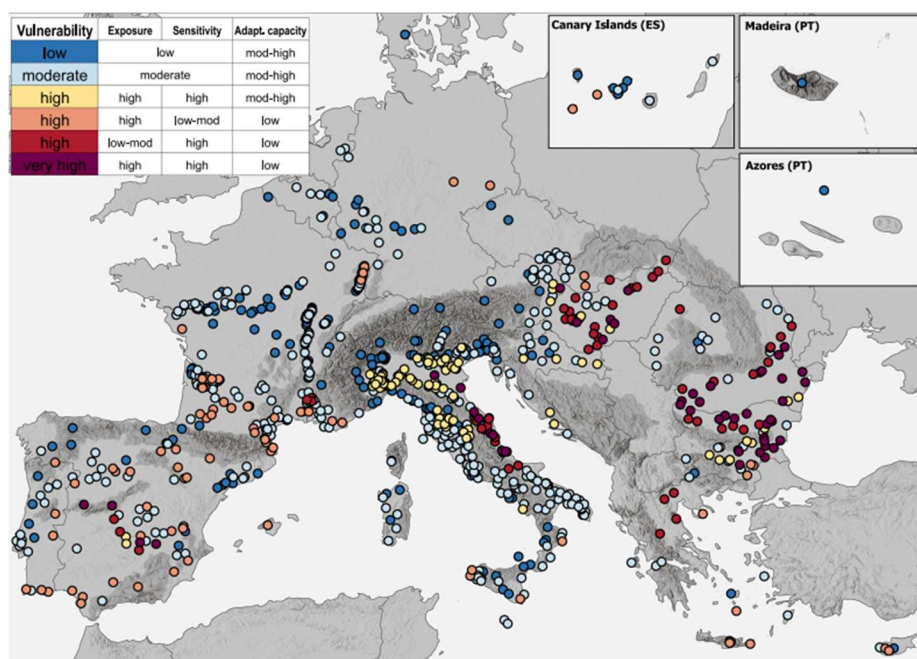 Vulnerability Exposure Sensitivity Adapt. capacity
low low mod-high
moderate moderate mod-high
high high high mod-high
high high low-mod low
high low-mod high low
very high high high low
Canary Islands (ES)
Madeira (PT)
Azores (PT)